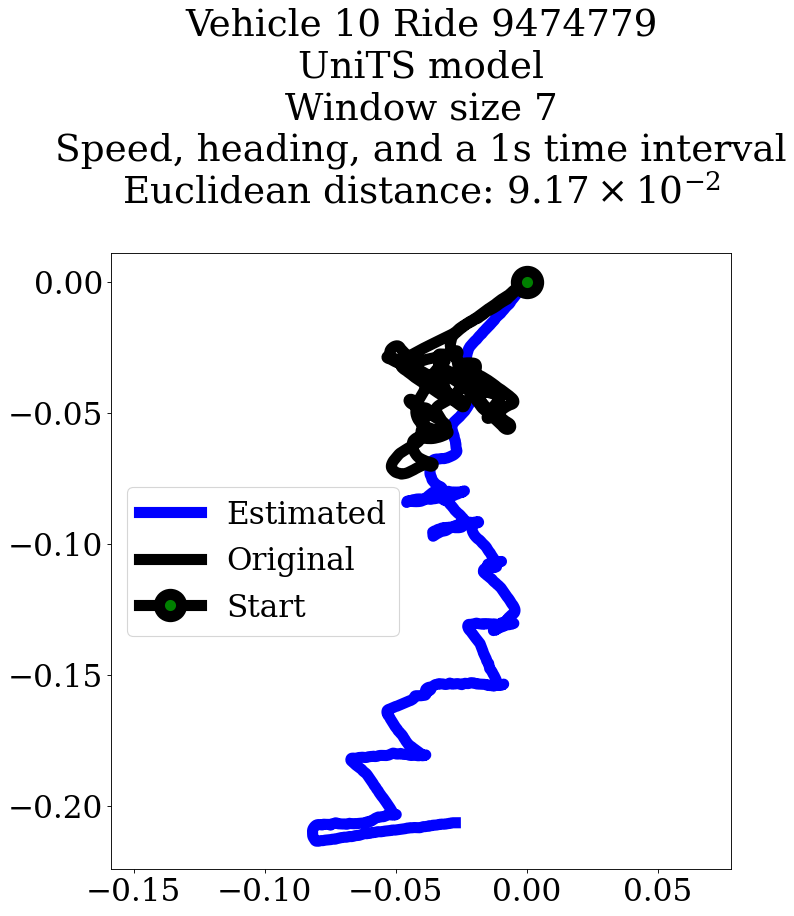 Vehicle 10 Ride 9474779
UniTS model
Window size 7
Speed, heading, and a 1s time interval
Euclidean distance: 9.17 × 10⁻²
0.00
−0.05
−0.10
−0.15
−0.20
Estimated
Original
Start
−0.15 −0.10 −0.05 0.00 0.05